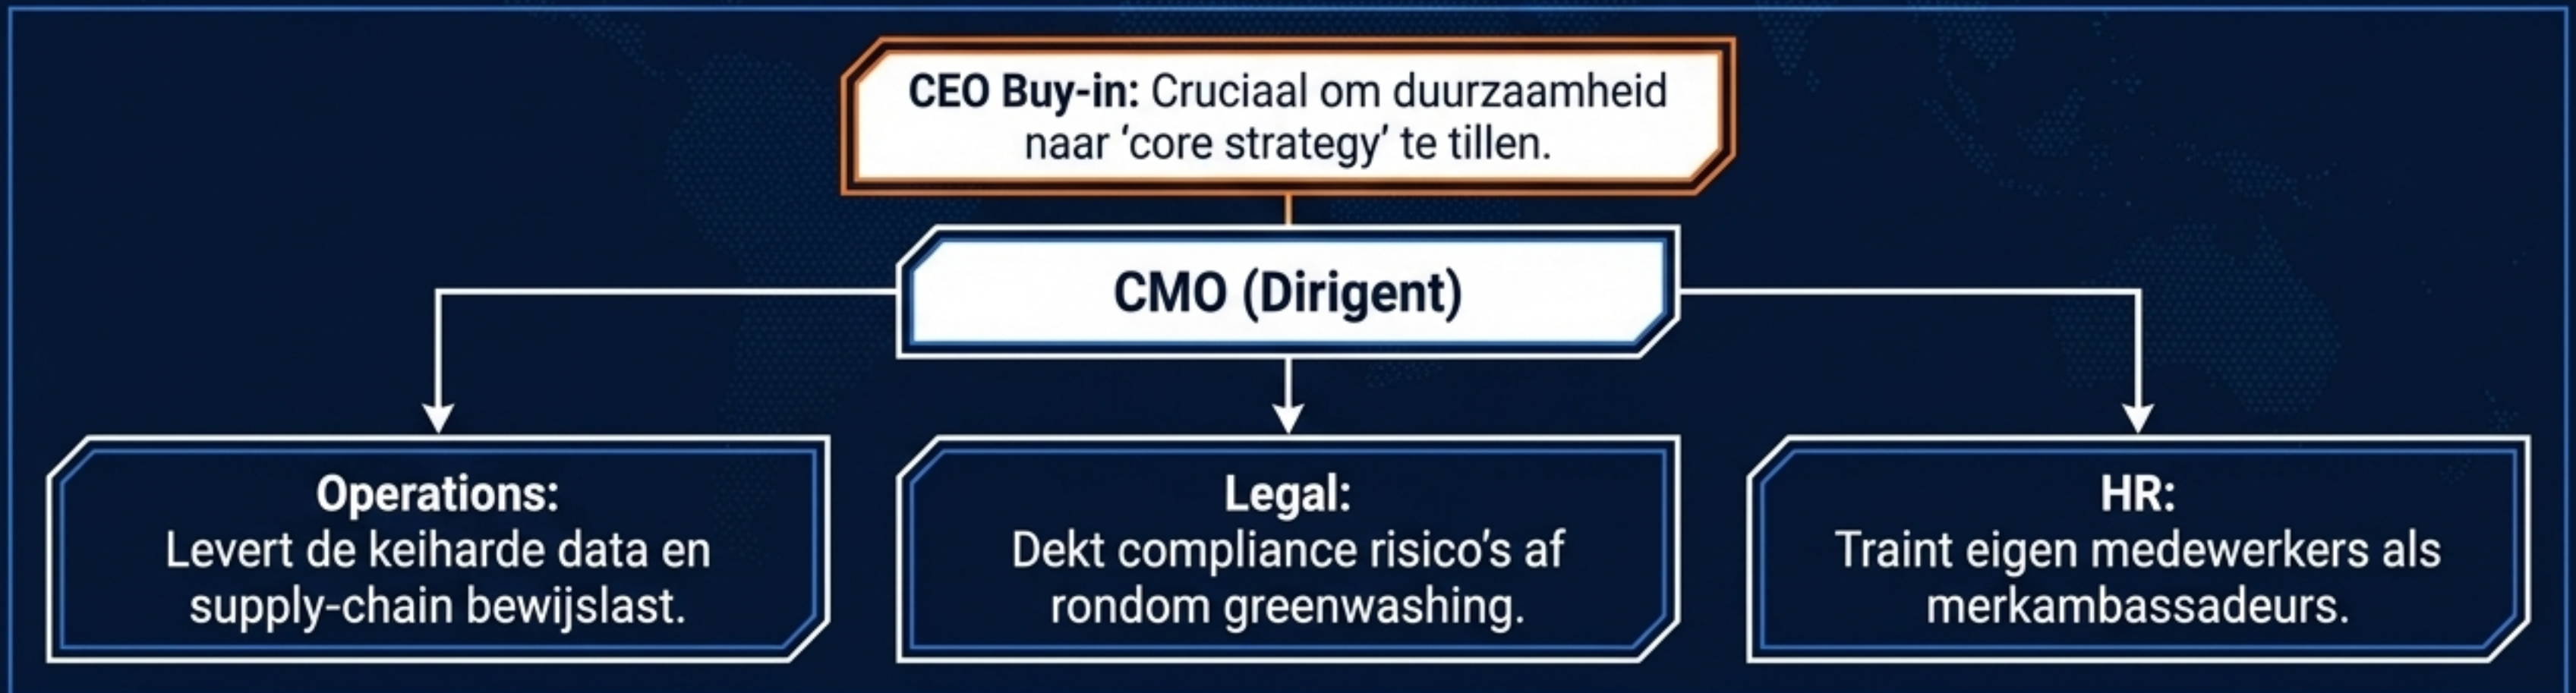 CEO Buy-in: Cruciaal om duurzaamheid
naar ‘core strategy’ te tillen.
CMO (Dirigent)
Operations:
Levert de keiharde data en
supply-chain bewijslast.
Legal:
Dekt compliance risico’s af
rondom greenwashing.
HR:
Traint eigen medewerkers als
merkambassadeurs.